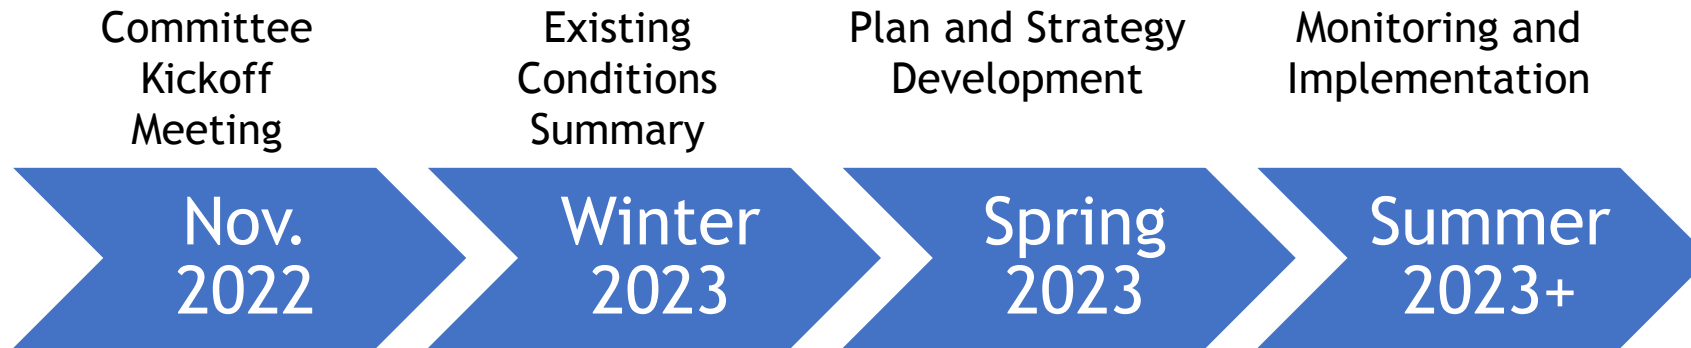 Committee
Kickoff
Meeting
Existing
Conditions
Summary
Plan and Strategy
Development
Monitoring and
Implementation
Nov.
2022
Winter
2023
Spring
2023
Summer
2023+